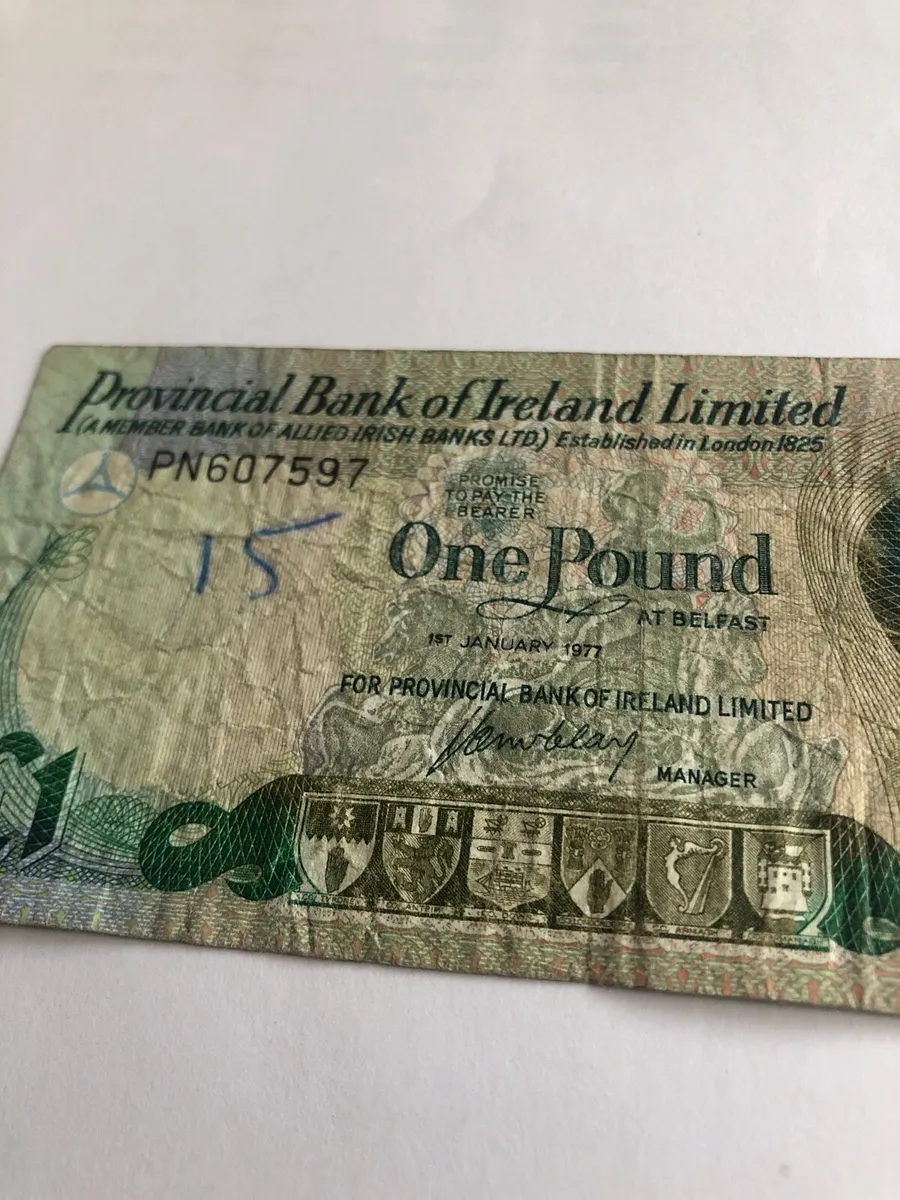 Provincial Bank of Ireland Limited
(A MEMBER BANK OF ALLIED IRISH BANKS LTD.) Established in London 1825
PN607597
PROMISE
TO PAY THE
BEARER
15
One Pound
AT BELFAST
1ST JANUARY 1977
FOR PROVINCIAL BANK OF IRELAND LIMITED
MANAGER
£1